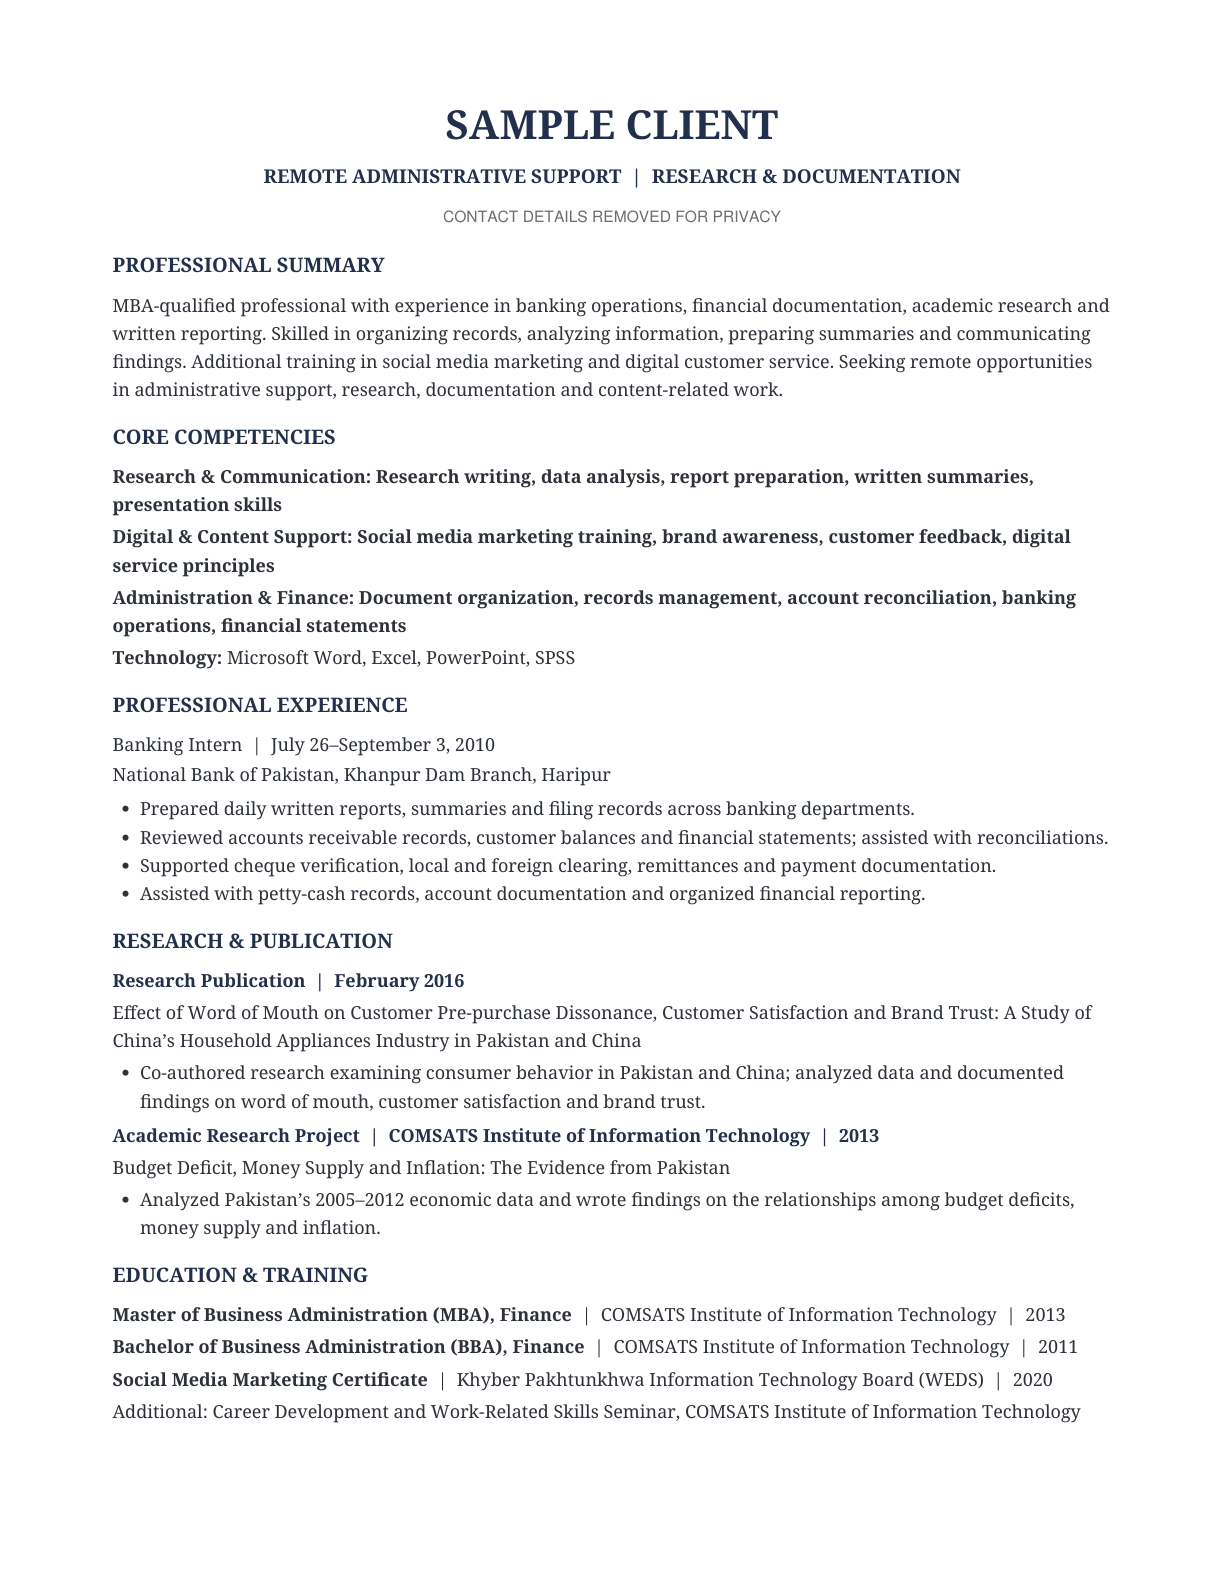 SAMPLE CLIENT
REMOTE ADMINISTRATIVE SUPPORT | RESEARCH & DOCUMENTATION
CONTACT DETAILS REMOVED FOR PRIVACY
PROFESSIONAL SUMMARY
MBA-qualified professional with experience in banking operations, financial documentation, academic research and
written reporting. Skilled in organizing records, analyzing information, preparing summaries and communicating
findings. Additional training in social media marketing and digital customer service. Seeking remote opportunities
in administrative support, research, documentation and content-related work.
CORE COMPETENCIES
Research & Communication: Research writing, data analysis, report preparation, written summaries,
presentation skills
Digital & Content Support: Social media marketing training, brand awareness, customer feedback, digital
service principles
Administration & Finance: Document organization, records management, account reconciliation, banking
operations, financial statements
Technology: Microsoft Word, Excel, PowerPoint, SPSS
PROFESSIONAL EXPERIENCE
Banking Intern | July 26–September 3, 2010
National Bank of Pakistan, Khanpur Dam Branch, Haripur
• Prepared daily written reports, summaries and filing records across banking departments.
• Reviewed accounts receivable records, customer balances and financial statements; assisted with reconciliations.
• Supported cheque verification, local and foreign clearing, remittances and payment documentation.
• Assisted with petty-cash records, account documentation and organized financial reporting.
RESEARCH & PUBLICATION
Research Publication | February 2016
Effect of Word of Mouth on Customer Pre-purchase Dissonance, Customer Satisfaction and Brand Trust: A Study of
China’s Household Appliances Industry in Pakistan and China
• Co-authored research examining consumer behavior in Pakistan and China; analyzed data and documented
findings on word of mouth, customer satisfaction and brand trust.
Academic Research Project | COMSATS Institute of Information Technology | 2013
Budget Deficit, Money Supply and Inflation: The Evidence from Pakistan
• Analyzed Pakistan’s 2005–2012 economic data and wrote findings on the relationships among budget deficits,
money supply and inflation.
EDUCATION & TRAINING
Master of Business Administration (MBA), Finance | COMSATS Institute of Information Technology | 2013
Bachelor of Business Administration (BBA), Finance | COMSATS Institute of Information Technology | 2011
Social Media Marketing Certificate | Khyber Pakhtunkhwa Information Technology Board (WEDS) | 2020
Additional: Career Development and Work-Related Skills Seminar, COMSATS Institute of Information Technology